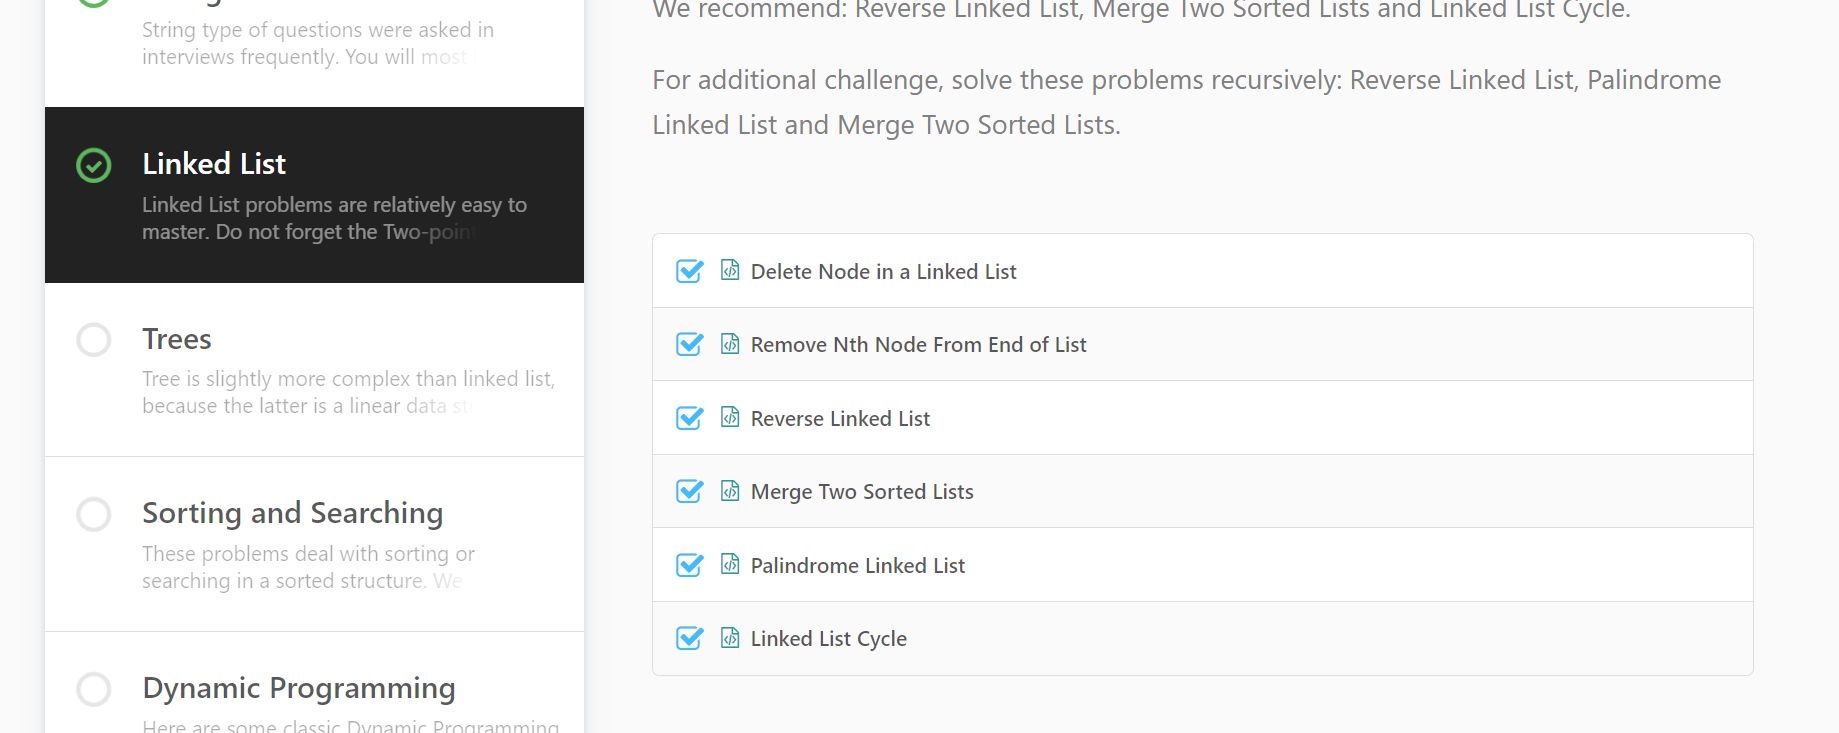 String type of questions were asked in
interviews frequently. You will most
Linked List
Linked List problems are relatively easy to
master. Do not forget the Two-point
Trees
Tree is slightly more complex than linked list,
because the latter is a linear data st
Sorting and Searching
These problems deal with sorting or
searching in a sorted structure. We
Dynamic Programming
Here are some classic Dynamic Programming
We recommend: Reverse Linked List, Merge Two Sorted Lists and Linked List Cycle.
For additional challenge, solve these problems recursively: Reverse Linked List, Palindrome
Linked List and Merge Two Sorted Lists.
Delete Node in a Linked List
Remove Nth Node From End of List
Reverse Linked List
Merge Two Sorted Lists
Palindrome Linked List
Linked List Cycle